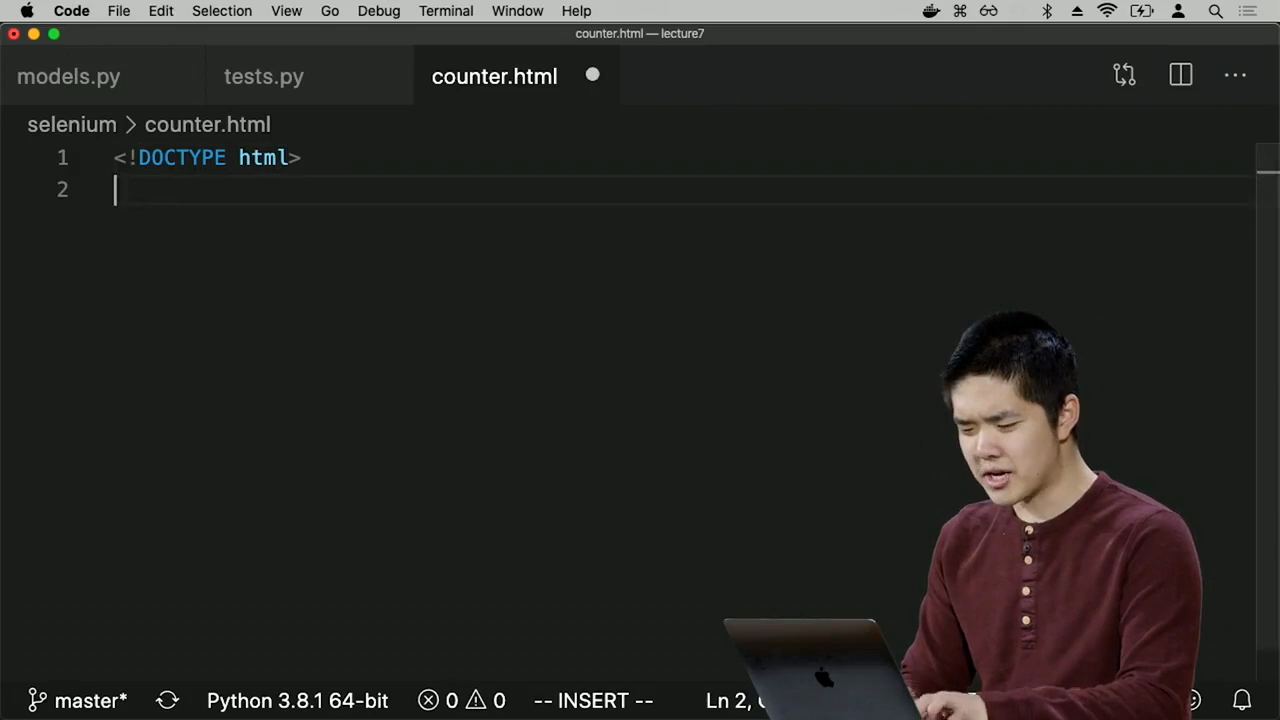 Code File Edit Selection View Go Debug Terminal Window Help
counter.html — lecture7
models.py tests.py counter.html
selenium > counter.html
1 <!DOCTYPE html>
2
master* Python 3.8.1 64-bit 0 0 -- INSERT -- Ln 2,